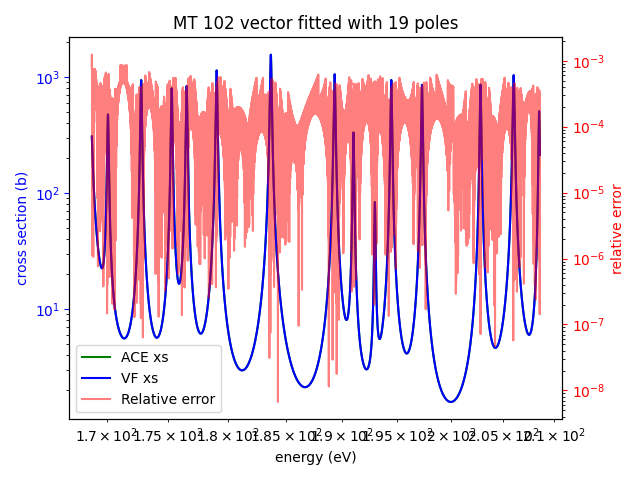 MT 102 vector fitted with 19 poles
10³
10²
10¹
cross section (b)
10⁻³
10⁻⁴
10⁻⁵
10⁻⁶
10⁻⁷
10⁻⁸
relative error
ACE xs
VF xs
Relative error
1.7 × 10² 1.75 × 10² 1.8 × 10² 1.85 × 10² 1.9 × 10² 1.95 × 10² 2 × 10² 2.05 × 10² 2.1 × 10²
energy (eV)